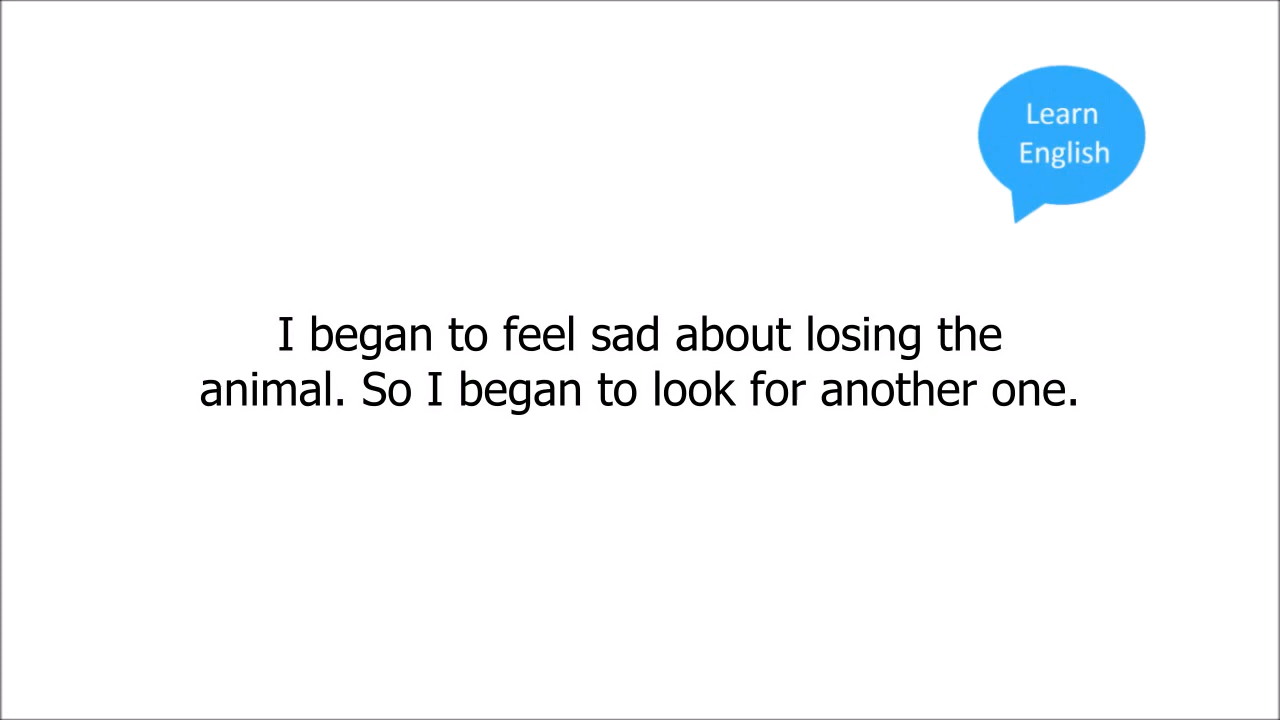 Learn
English
I began to feel sad about losing the
animal. So I began to look for another one.